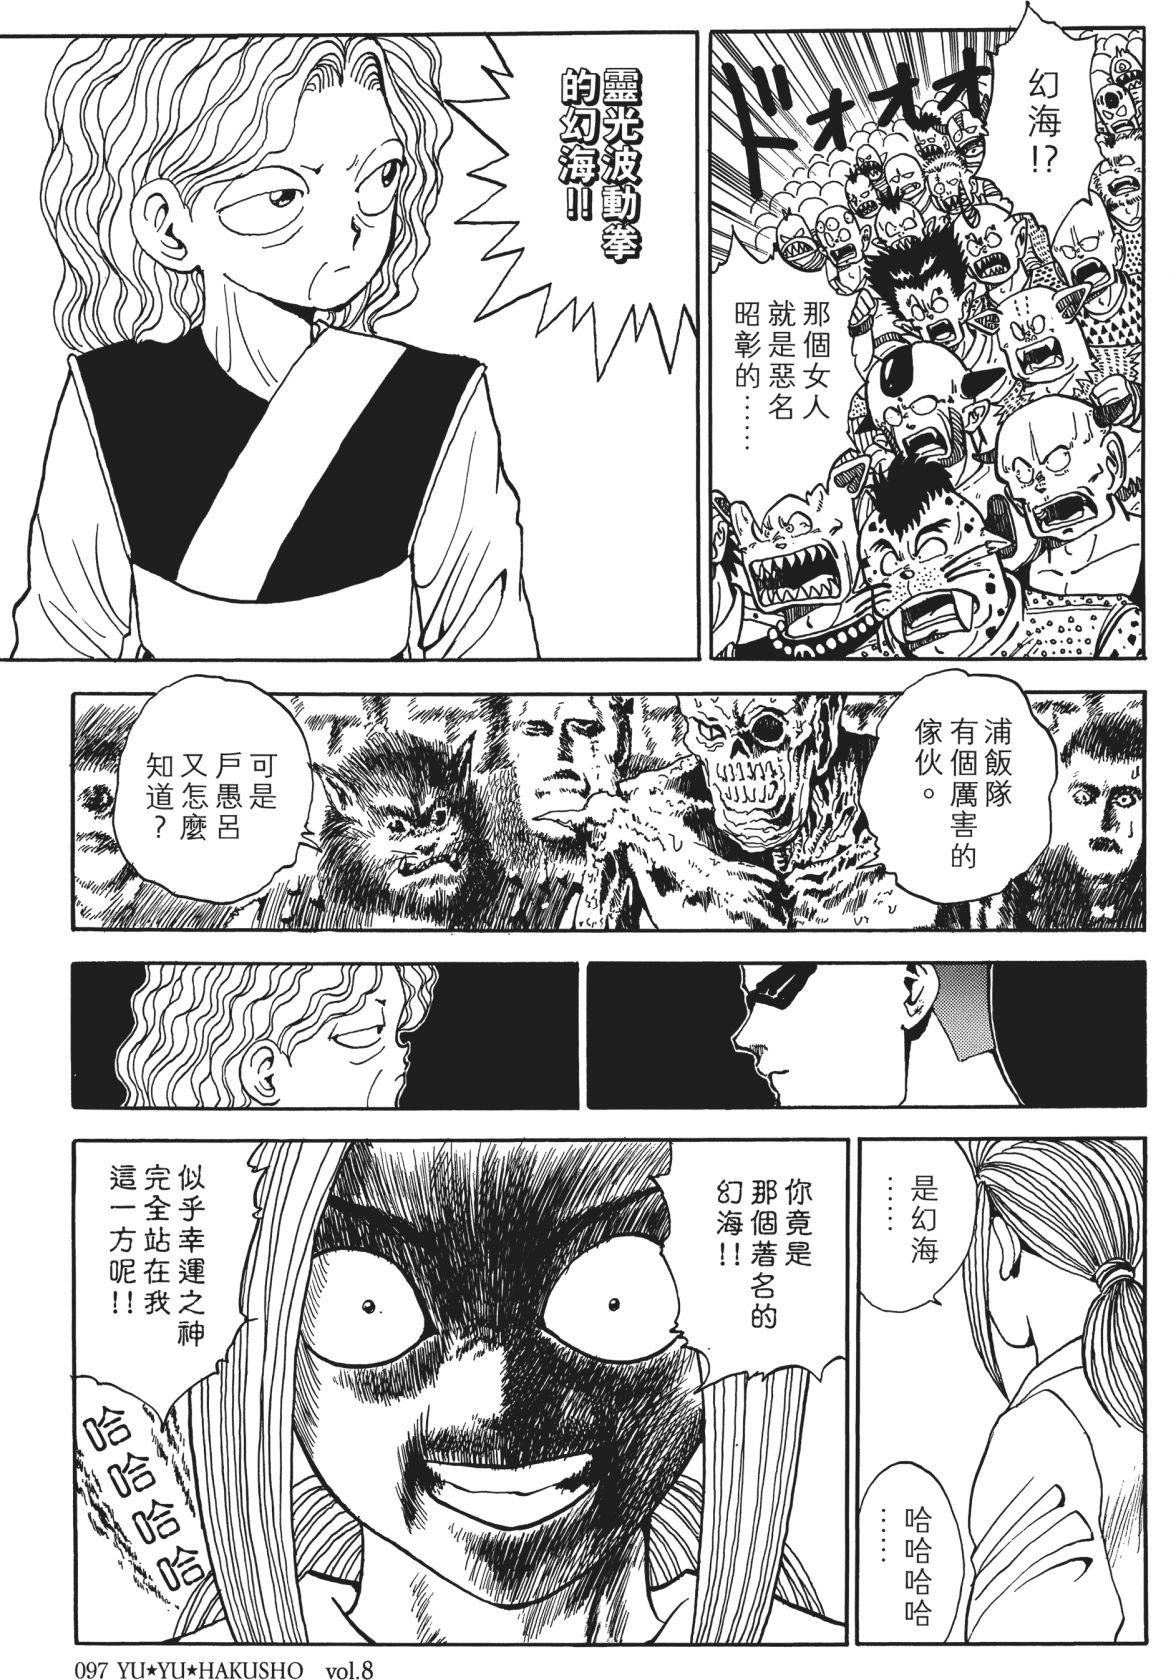 幻海!?
ドオオオ
那個女人
就是惡名
昭彰的……
靈光波動拳
的幻海!!
浦飯隊
有個厲害的
傢伙。
可是
戶愚呂
又怎麼
知道?
是幻海
……
哈哈哈哈
……
你竟是
那個著名的
幻海!!
似乎幸運之神
完全站在我
這一方呢!!
哈哈哈哈
097 YU★YU★HAKUSHO vol.8